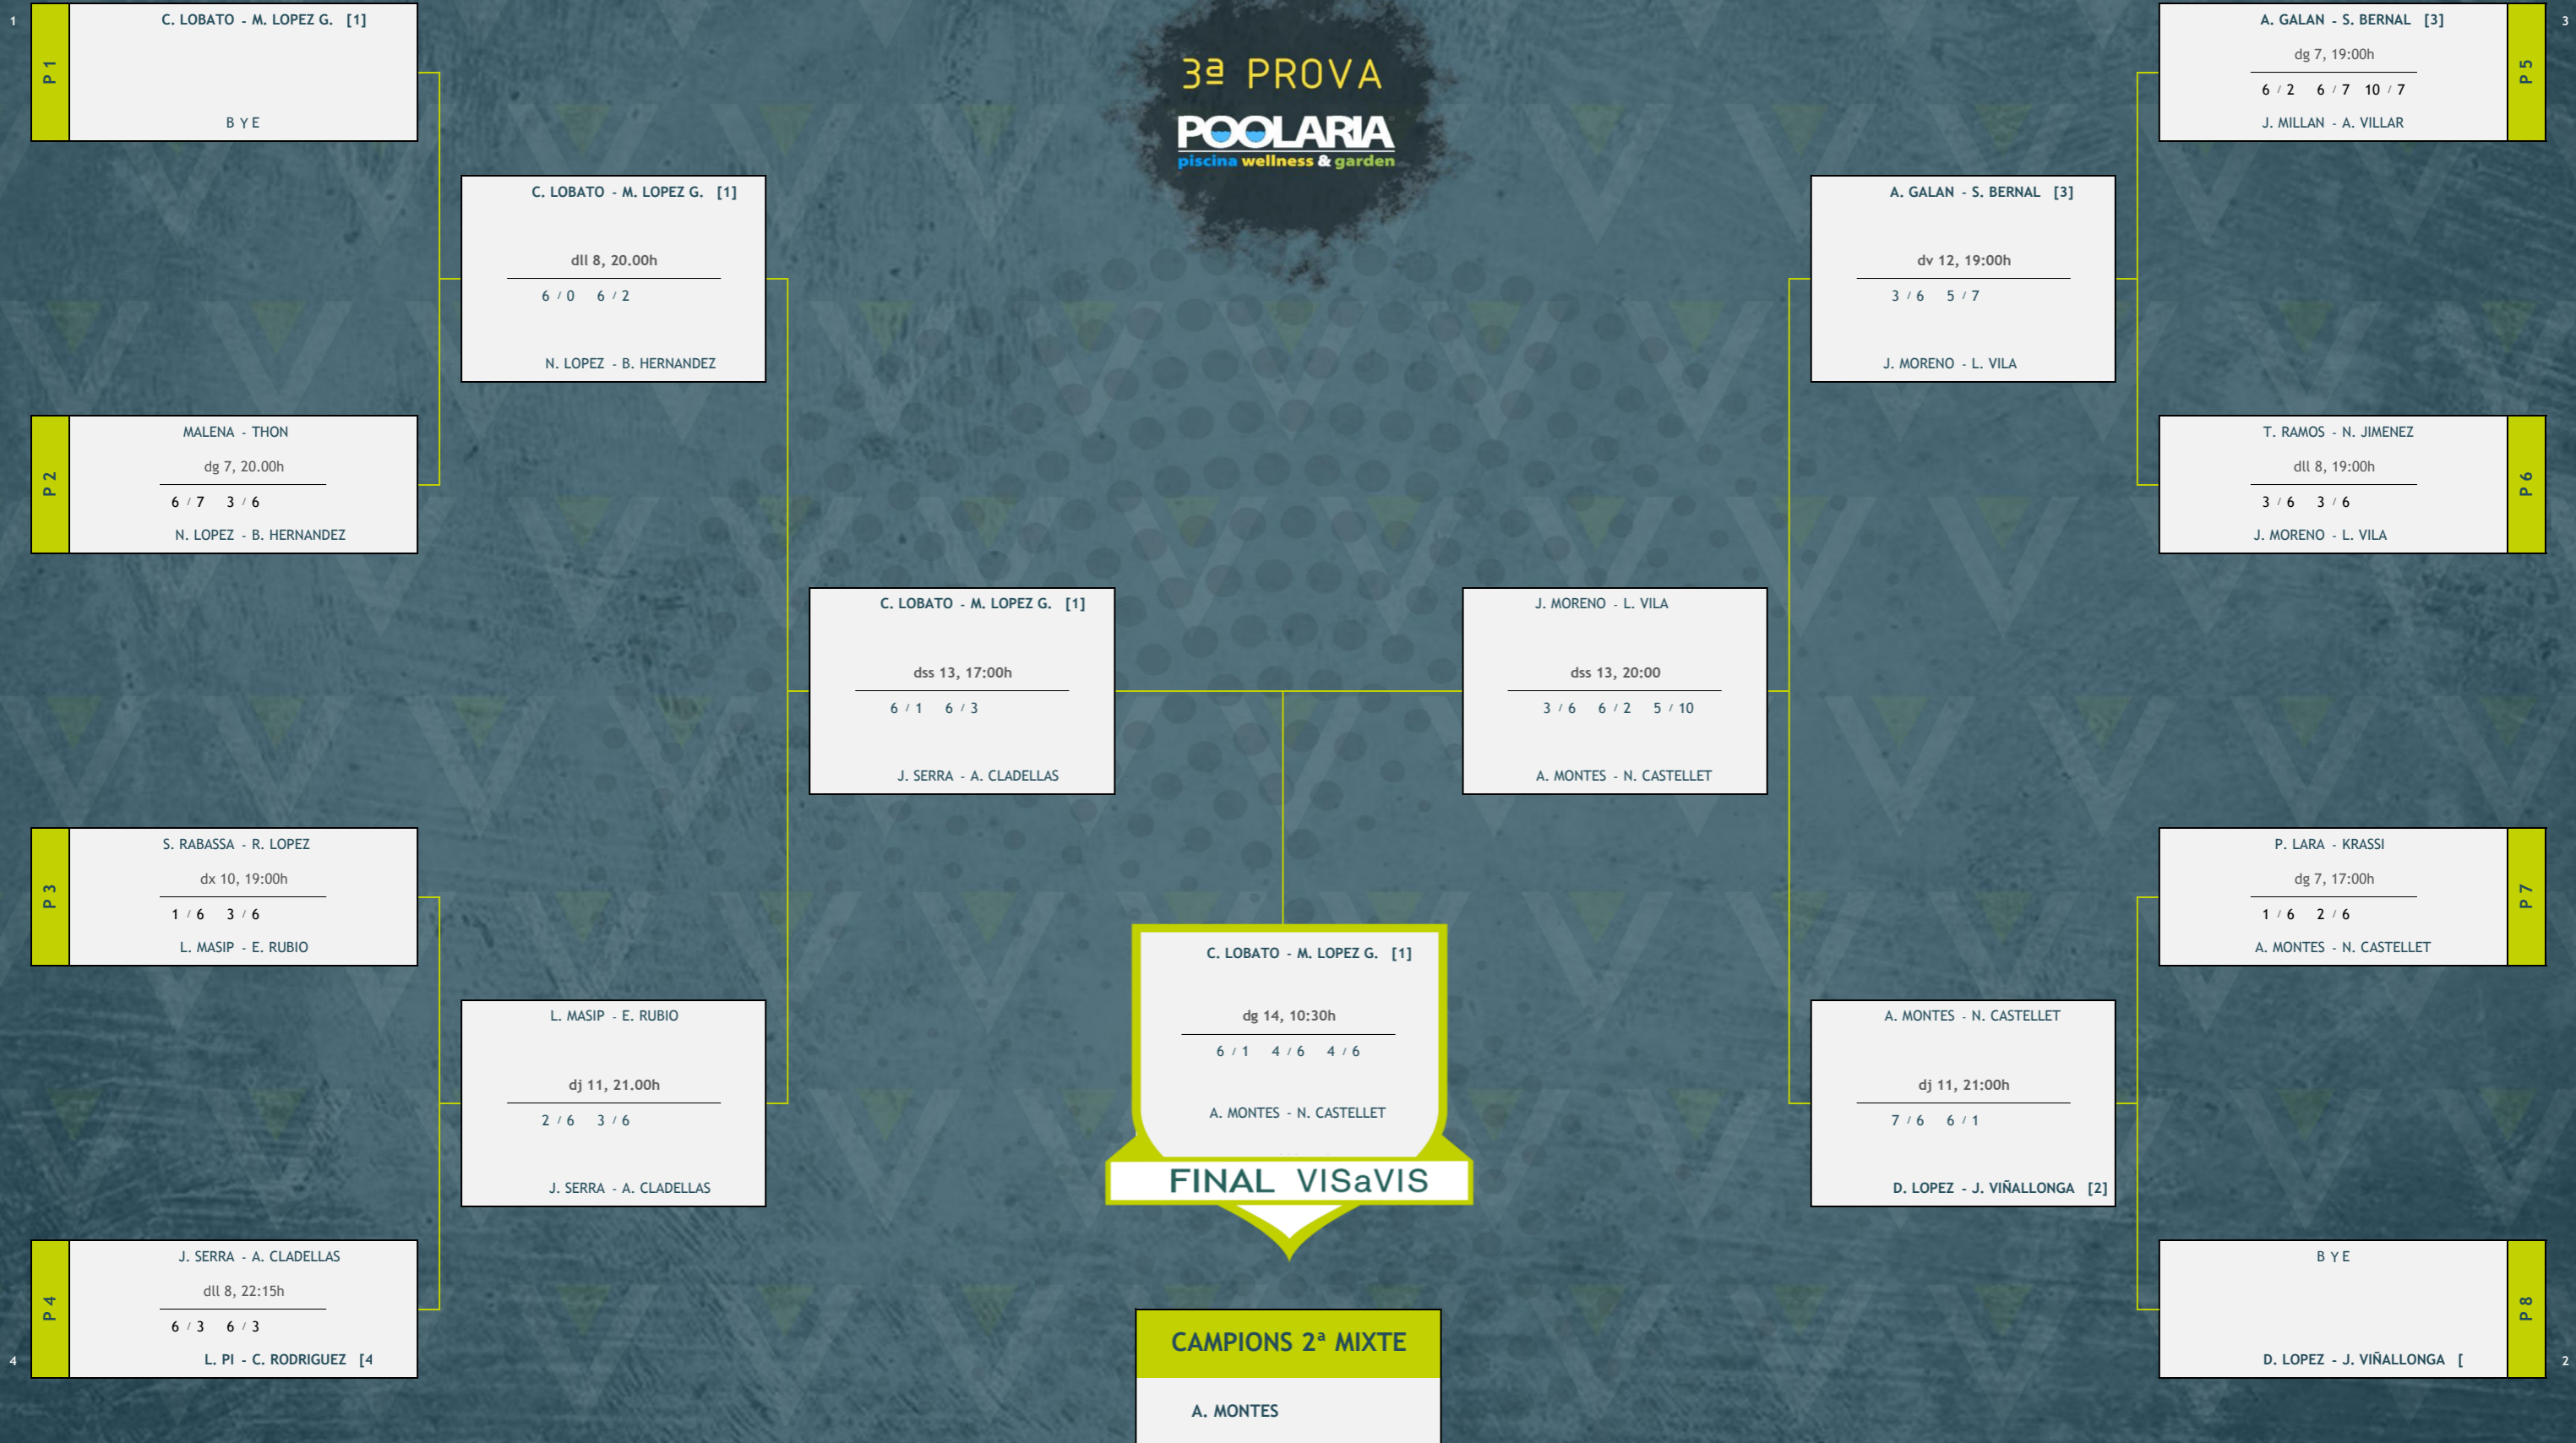 3ª PROVA
POOLARIA
piscina wellness & garden
1
P 1
C. LOBATO - M. LOPEZ G. [1]
BYE
P 2
MALENA - THON
dg 7, 20.00h
6 / 7 3 / 6
N. LOPEZ - B. HERNANDEZ
P 3
S. RABASSA - R. LOPEZ
dx 10, 19:00h
1 / 6 3 / 6
L. MASIP - E. RUBIO
4
P 4
J. SERRA - A. CLADELLAS
dll 8, 22:15h
6 / 3 6 / 3
L. PI - C. RODRIGUEZ [4
C. LOBATO - M. LOPEZ G. [1]
dll 8, 20.00h
6 / 0 6 / 2
N. LOPEZ - B. HERNANDEZ
L. MASIP - E. RUBIO
dj 11, 21.00h
2 / 6 3 / 6
J. SERRA - A. CLADELLAS
C. LOBATO - M. LOPEZ G. [1]
dss 13, 17:00h
6 / 1 6 / 3
J. SERRA - A. CLADELLAS
J. MORENO - L. VILA
dss 13, 20:00
3 / 6 6 / 2 5 / 10
A. MONTES - N. CASTELLET
A. GALAN - S. BERNAL [3]
dv 12, 19:00h
3 / 6 5 / 7
J. MORENO - L. VILA
A. MONTES - N. CASTELLET
dj 11, 21:00h
7 / 6 6 / 1
D. LOPEZ - J. VIÑALLONGA [2]
3
P 5
A. GALAN - S. BERNAL [3]
dg 7, 19:00h
6 / 2 6 / 7 10 / 7
J. MILLAN - A. VILLAR
P 6
T. RAMOS - N. JIMENEZ
dll 8, 19:00h
3 / 6 3 / 6
J. MORENO - L. VILA
P 7
P. LARA - KRASSI
dg 7, 17:00h
1 / 6 2 / 6
A. MONTES - N. CASTELLET
2
P 8
BYE
D. LOPEZ - J. VIÑALLONGA [
C. LOBATO - M. LOPEZ G. [1]
dg 14, 10:30h
6 / 1 4 / 6 4 / 6
A. MONTES - N. CASTELLET
FINAL VISaVIS
CAMPIONS 2ª MIXTE
A. MONTES